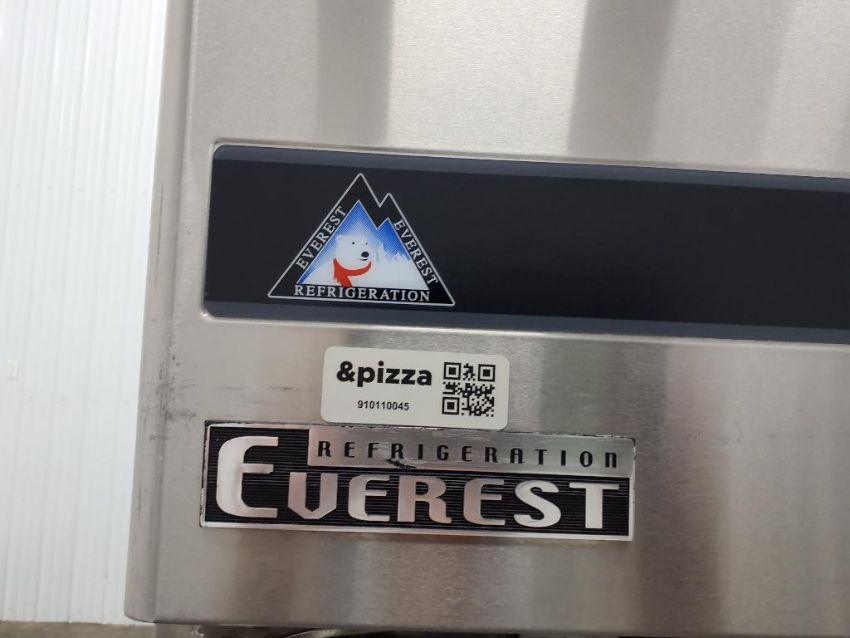 EVEREST
EVEREST
REFRIGERATION
&pizza
910110045
REFRIGERATION
EVEREST